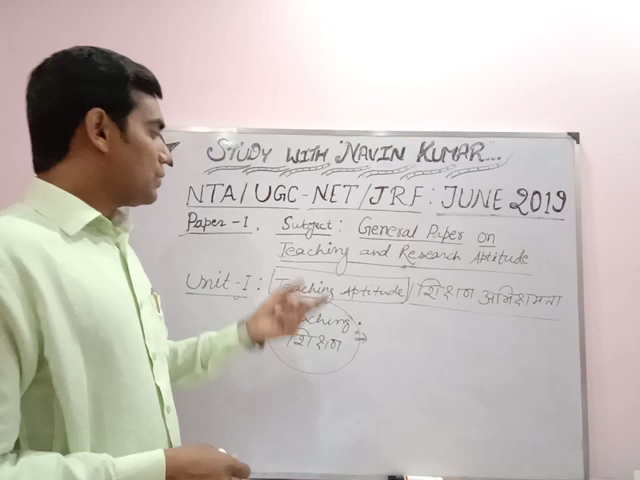 STUDY WITH "NAVIN KUMAR"...
NTA/UGC-NET/JRF: JUNE 2019
Paper-1. Subject: General Paper on
Teaching and Research Aptitude
Unit-I: Teaching Aptitude/शिक्षण अभिक्षमता
शिक्षण